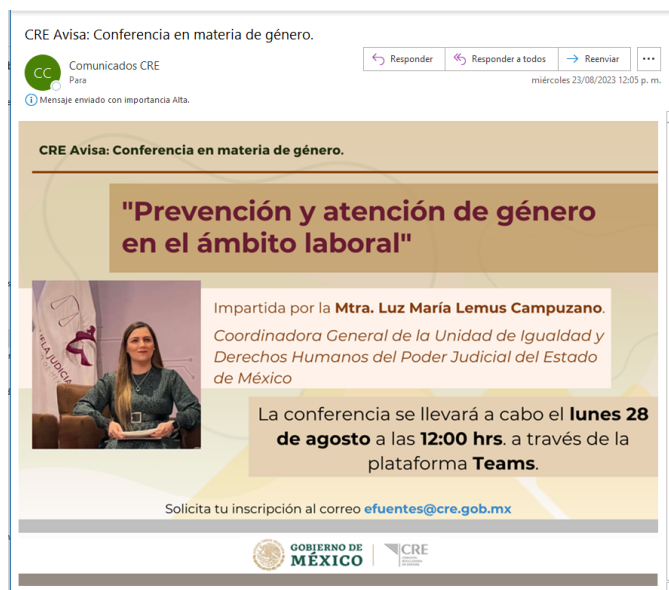 CRE Avisa: Conferencia en materia de género.
CC
Comunicados CRE
Para
Responder
Responder a todos
Reenviar
miércoles 23/08/2023 12:05 p. m.
Mensaje enviado con importancia Alta.
CRE Avisa: Conferencia en materia de género.
"Prevención y atención de género
en el ámbito laboral"
Impartida por la Mtra. Luz María Lemus Campuzano.
Coordinadora General de la Unidad de Igualdad y
Derechos Humanos del Poder Judicial del Estado
de México
La conferencia se llevará a cabo el lunes 28
de agosto a las 12:00 hrs. a través de la
plataforma Teams.
Solicita tu inscripción al correo efuentes@cre.gob.mx
GOBIERNO DE
MÉXICO
CRE